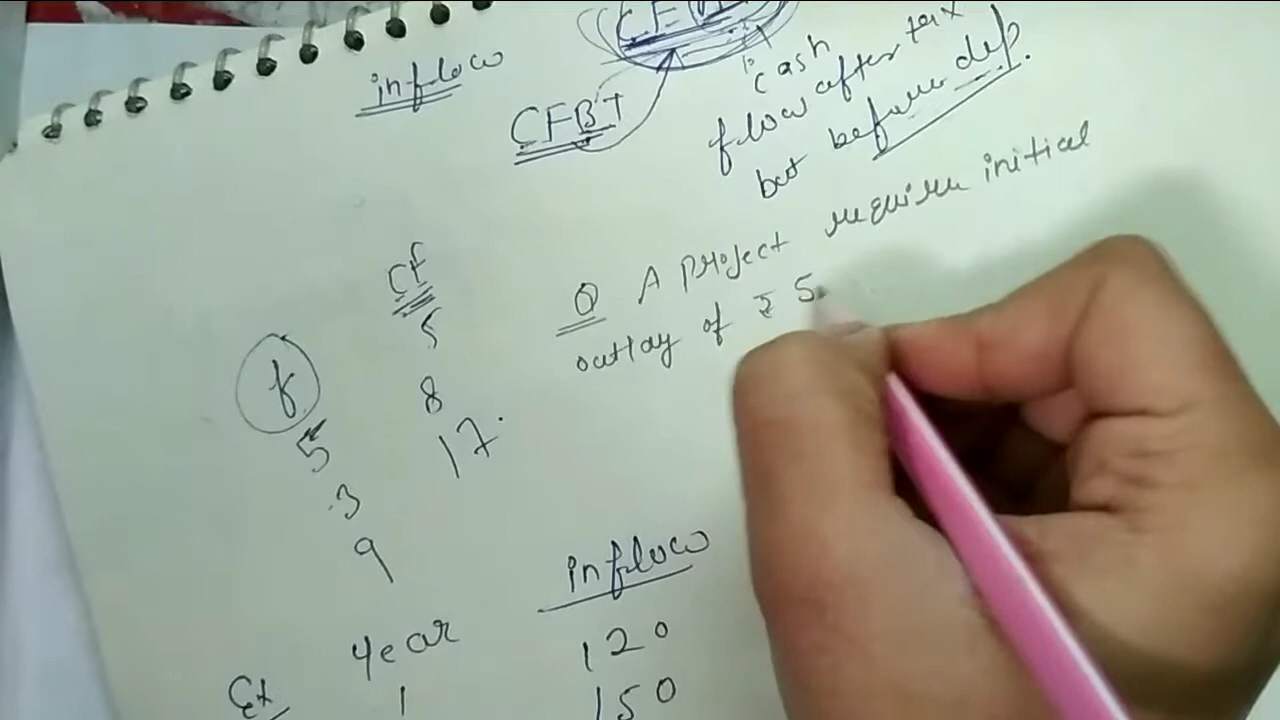 inflow
CFBT
cash
flow after tax
but before dep.
Q A project require initial
outlay of ₹ 5
cf
5
8
17.
f
5
3
9
inflow
Year
120
Ex
1
150